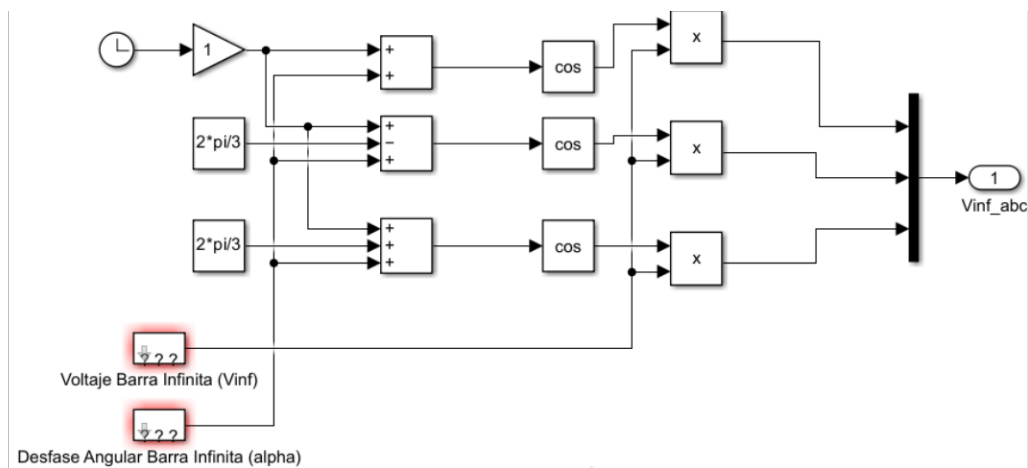 1
+
+
cos
x
2*pi/3
+
−
+
cos
x
1
Vinf_abc
2*pi/3
+
+
+
cos
x
? ? ?
Voltaje Barra Infinita (Vinf)
? ? ?
Desfase Angular Barra Infinita (alpha)